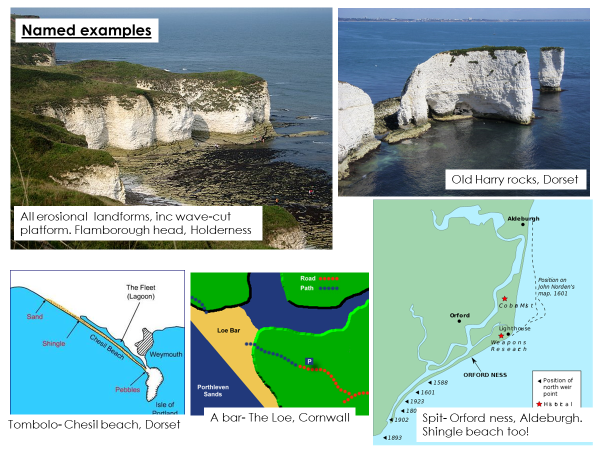 Named examples
All erosional landforms, inc wave-cut
platform. Flamborough head, Holderness
Old Harry rocks, Dorset
The Fleet
(Lagoon)
Sand
Shingle
Chesil Beach
Weymouth
Pebbles
Isle of
Portland
Tombolo- Chesil beach, Dorset
Road
Path
Loe Bar
P
Porthleven
Sands
A bar- The Loe, Cornwall
Aldeburgh
Position on
John Norden's
map, 1601
Orford
Lighthouse
Weapons
ORFORD NESS
1588
1601
1923
180
1902
1893
Position of
north weir
point
Spit- Orford ness, Aldeburgh.
Shingle beach too!